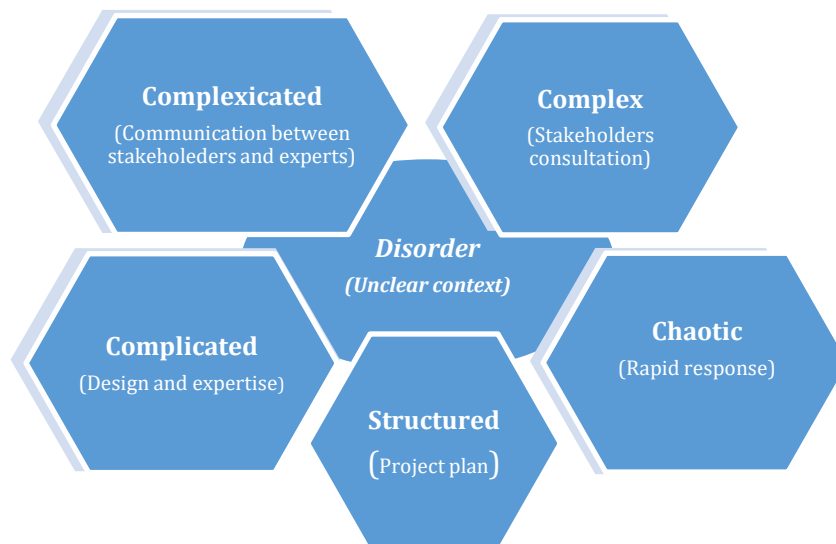 Complexicated
(Communication between
stakeholeders and experts)
Complex
(Stakeholders
consultation)
Disorder
(Unclear context)
Complicated
(Design and expertise)
Chaotic
(Rapid response)
Structured
(Project plan)